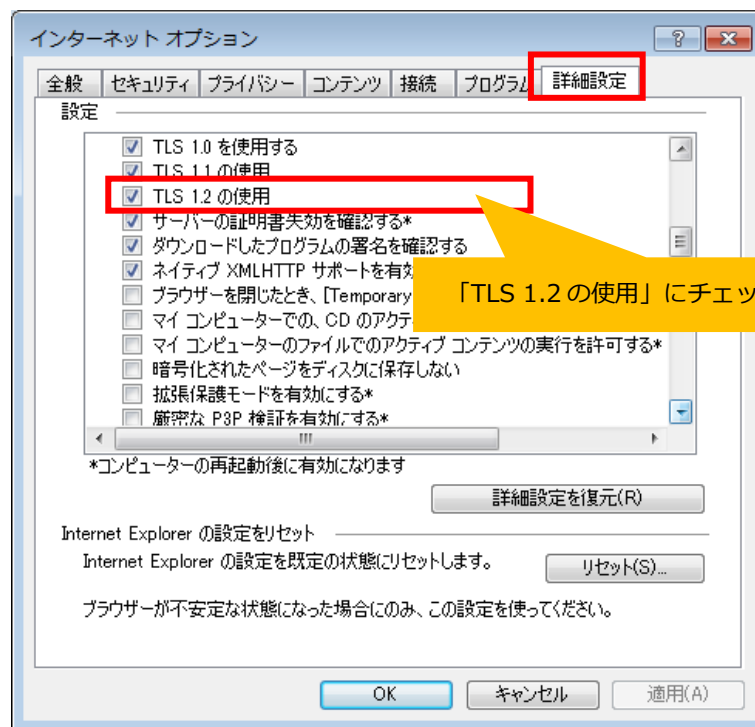 インターネット オプション
全般 セキュリティ プライバシー コンテンツ 接続 プログラム 詳細設定
設定
TLS 1.0 を使用する
TLS 1.1 の使用
TLS 1.2 の使用
サーバーの証明書失効を確認する*
ダウンロードしたプログラムの署名を確認する
ネイティブ XMLHTTP サポートを有効
「TLS 1.2 の使用」にチェッ
ブラウザーを閉じたとき、[Temporary
マイ コンピューターでの、CD のアクテ
マイ コンピューターのファイルでのアクティブ コンテンツの実行を許可する*
暗号化されたページをディスクに保存しない
拡張保護モードを有効にする*
厳密な P3P 検証を有効にする*
*コンピューターの再起動後に有効になります
詳細設定を復元(R)
Internet Explorer の設定をリセット
Internet Explorer の設定を既定の状態にリセットします。
リセット(S)...
ブラウザーが不安定な状態になった場合にのみ、この設定を使ってください。
OK キャンセル 適用(A)